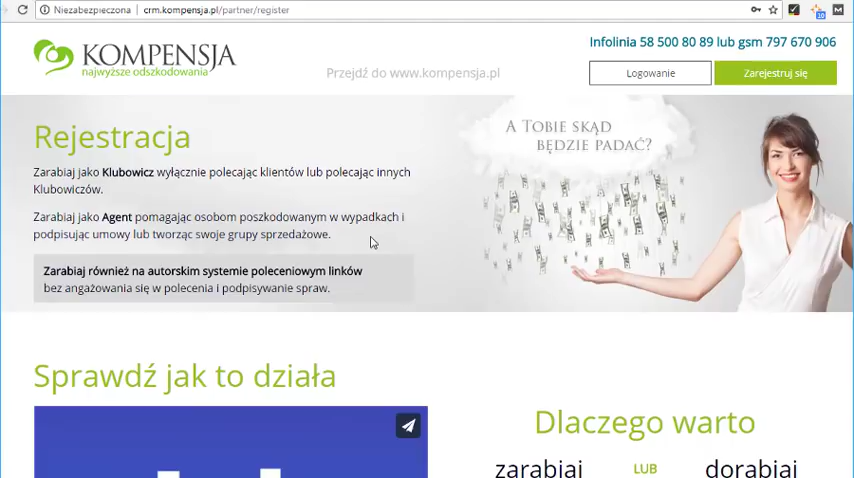 Niezabezpieczona
crm.kompensja.pl/partner/register
KOMPENSJA
najwyższe odszkodowania
Przejdź do www.kompensja.pl
Infolinia 58 500 80 89 lub gsm 797 670 906
Logowanie
Zarejestruj się
Rejestracja
Zarabiaj jako Klubowicz wyłącznie polecając klientów lub polecając innych
Klubowiczów.
Zarabiaj jako Agent pomagając osobom poszkodowanym w wypadkach i
podpisując umowy lub tworząc swoje grupy sprzedażowe.
Zarabiaj również na autorskim systemie poleceniowym linków
bez angażowania się w polecenia i podpisywanie spraw.
A TOBIE SKĄD
BĘDZIE PADAĆ?
Sprawdź jak to działa
Dlaczego warto
zarabiaj LUB dorabiaj